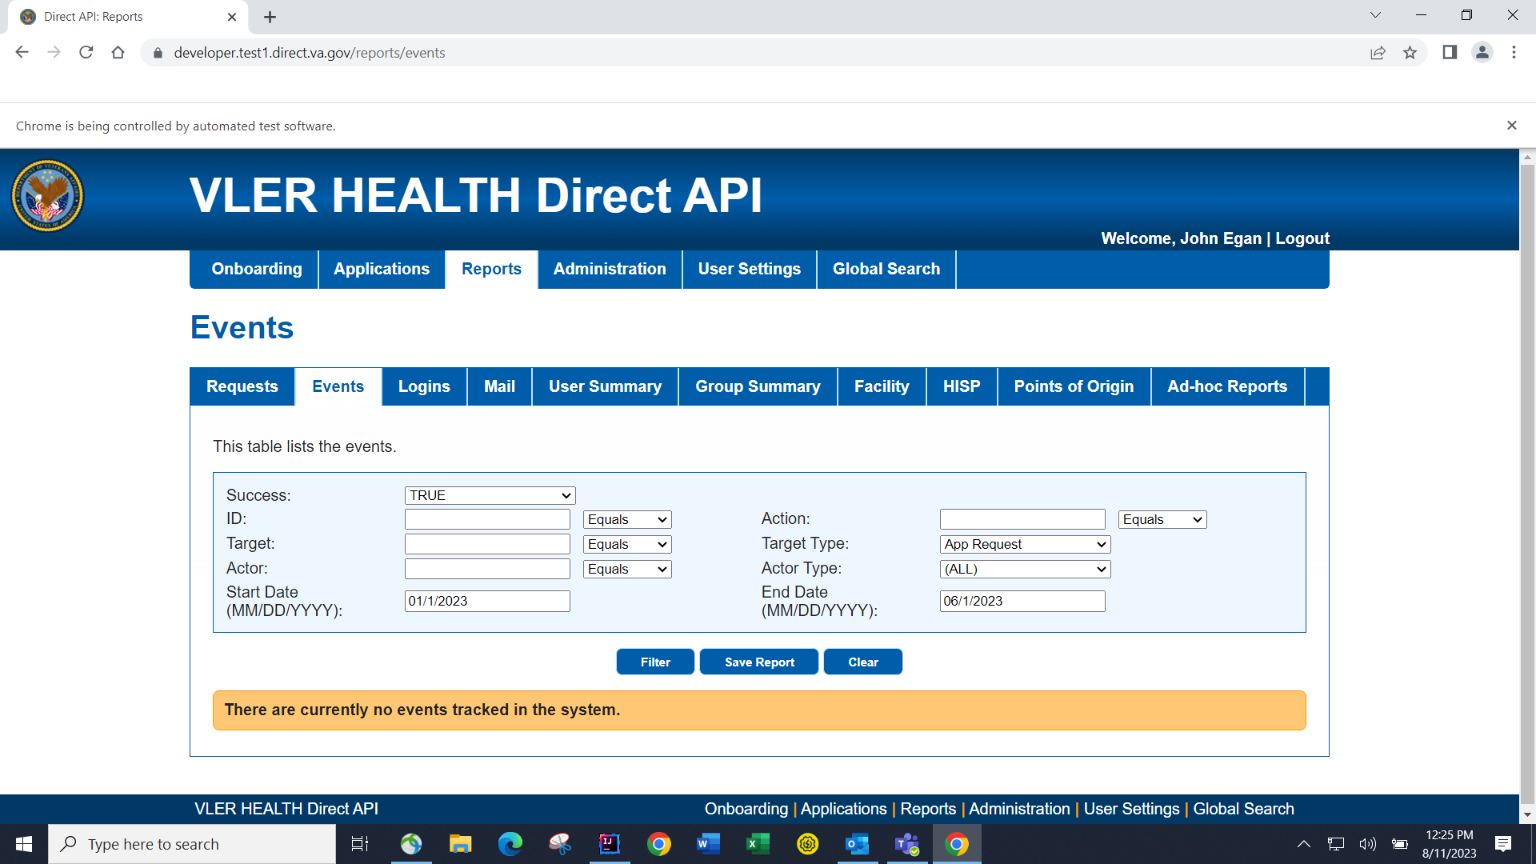 Direct API: Reports
developer.test1.direct.va.gov/reports/events
Chrome is being controlled by automated test software.
VLER HEALTH Direct API
Welcome, John Egan | Logout
Onboarding Applications Reports Administration User Settings Global Search
Events
Requests Events Logins Mail User Summary Group Summary Facility HISP Points of Origin Ad-hoc Reports
This table lists the events.
Success: TRUE
ID: Equals Action: Equals
Target: Equals Target Type: App Request
Actor: Equals Actor Type: (ALL)
Start Date End Date
(MM/DD/YYYY): 01/1/2023 (MM/DD/YYYY): 06/1/2023
Filter Save Report Clear
There are currently no events tracked in the system.
VLER HEALTH Direct API Onboarding | Applications | Reports | Administration | User Settings | Global Search
Type here to search
12:25 PM
8/11/2023